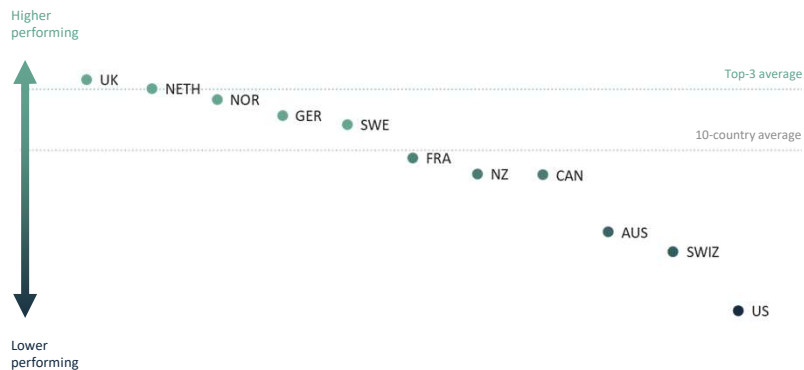 Higher
performing
UK
Top-3 average
NETH
NOR
GER
SWE
10-country average
FRA
NZ
CAN
AUS
SWIZ
US
Lower
performing